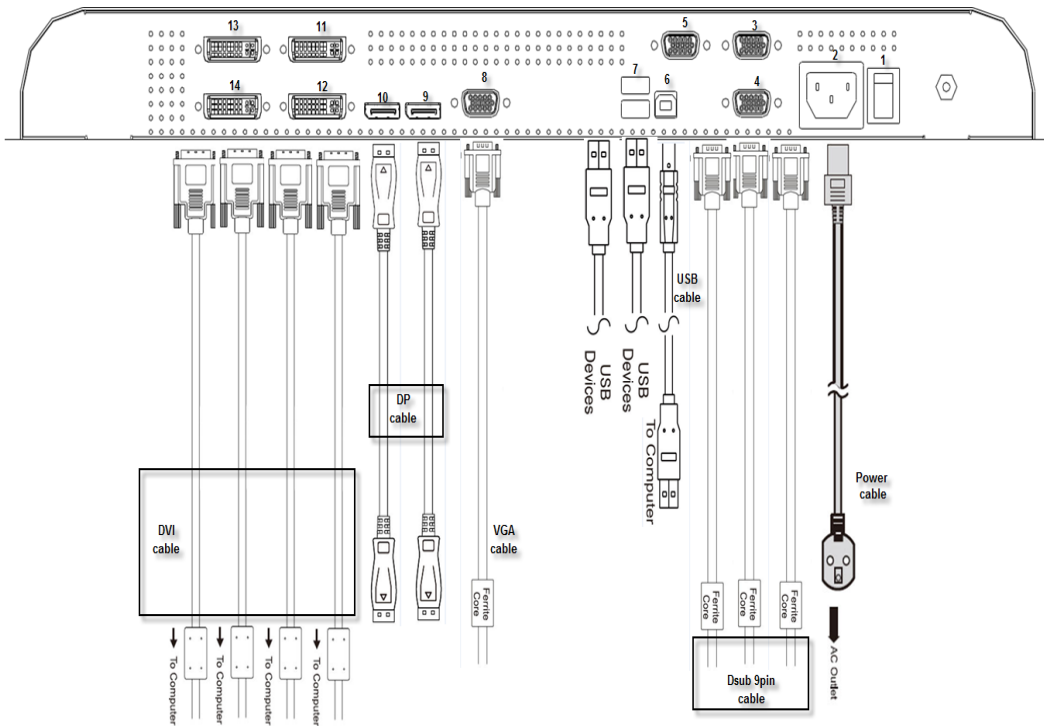 13
11
5
3
2
1
14
12
10
9
8
7
6
4
USB
cable
USB
Devices
USB
Devices
To Computer
DP
cable
DVI
cable
VGA
cable
Power
cable
Ferrite
Core
Ferrite
Core
Ferrite
Core
Ferrite
Core
To Computer
To Computer
To Computer
To Computer
Dsub 9pin
cable
AC Outlet